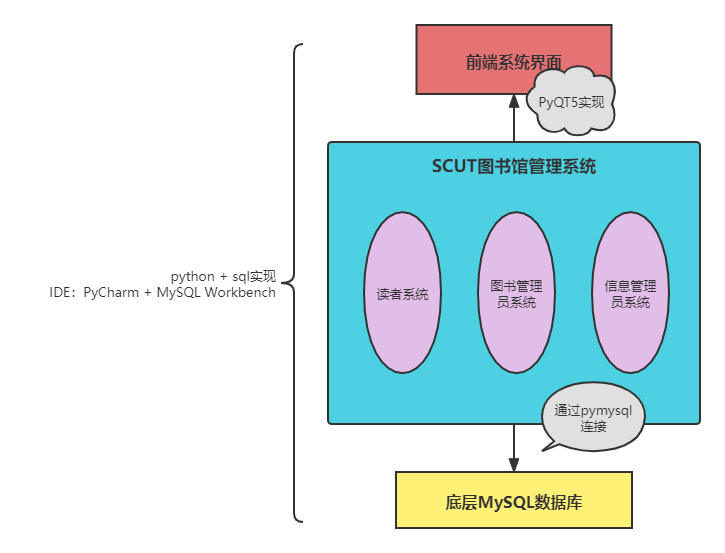 前端系统界面
PyQT5实现
SCUT图书馆管理系统
python + sql实现
IDE：PyCharm + MySQL Workbench
读者系统
图书管理
员系统
信息管理
员系统
通过pymysql
连接
底层MySQL数据库